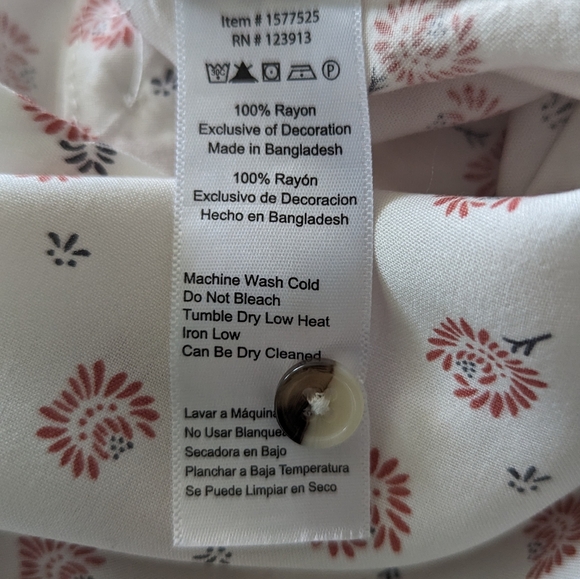 Item # 1577525
RN # 123913
100% Rayon
Exclusive of Decoration
Made in Bangladesh
100% Rayón
Exclusivo de Decoracion
Hecho en Bangladesh
Machine Wash Cold
Do Not Bleach
Tumble Dry Low Heat
Iron Low
Can Be Dry Cleaned
Lavar a Máquina
No Usar
Secadora en Bajo
Planchar a Baja Temperatura
Se Puede Limpiar en Seco